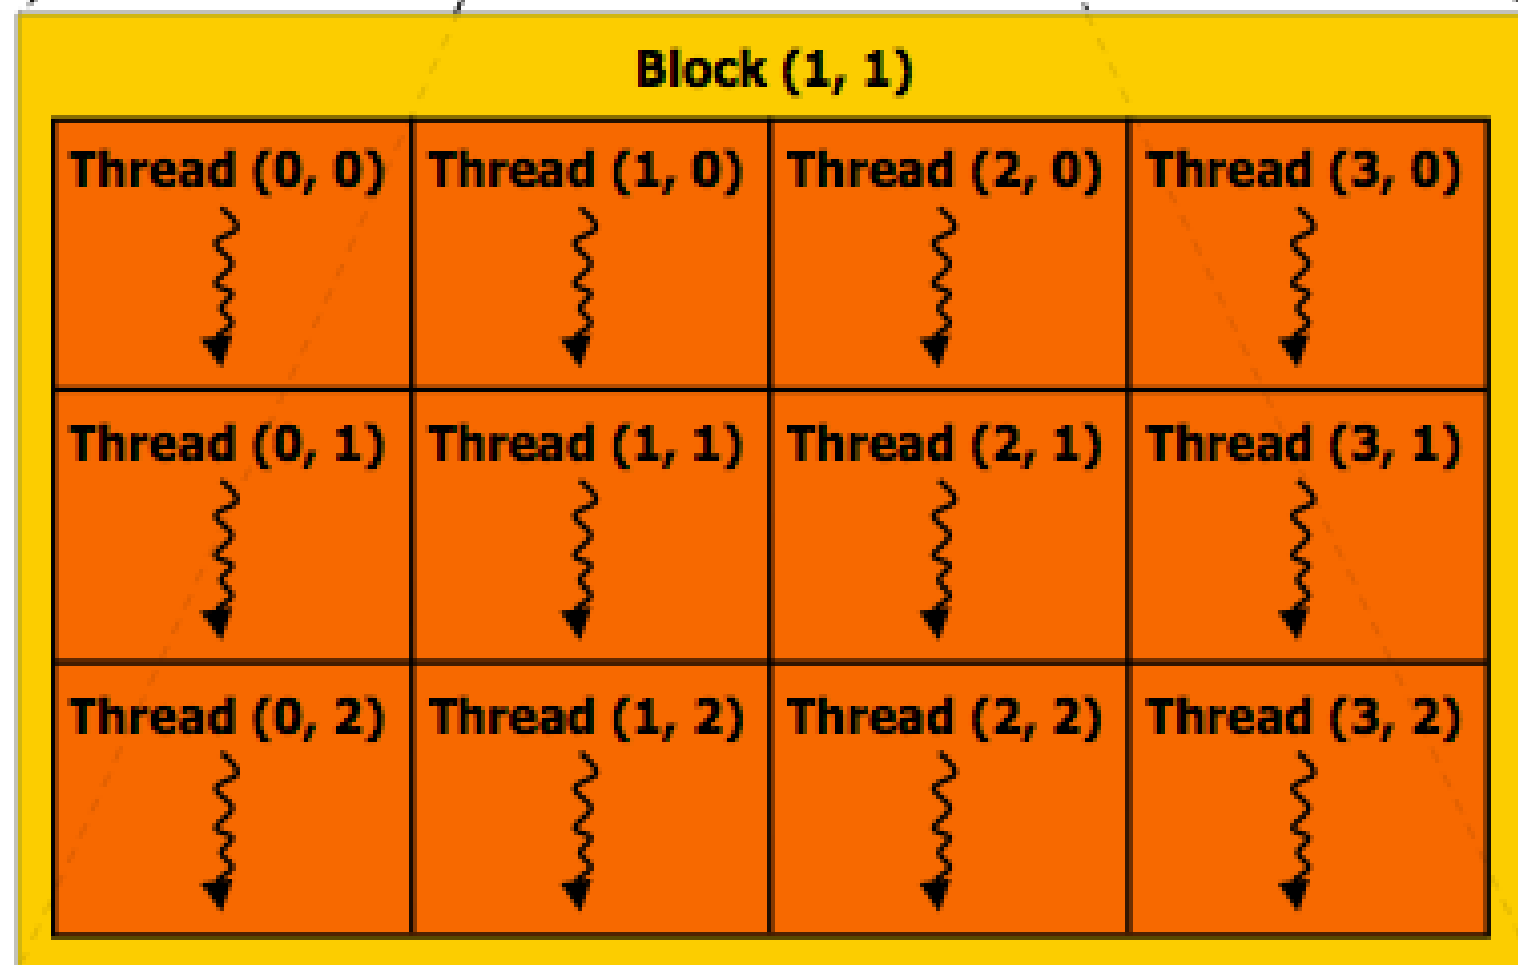 Block (1, 1)
Thread (0, 0) Thread (1, 0) Thread (2, 0) Thread (3, 0)
Thread (0, 1) Thread (1, 1) Thread (2, 1) Thread (3, 1)
Thread (0, 2) Thread (1, 2) Thread (2, 2) Thread (3, 2)